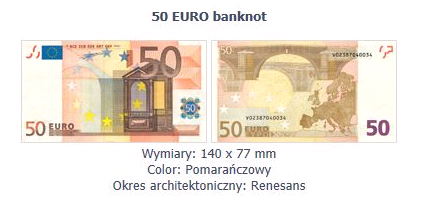 50 EURO banknot
50
50 EURO
V02387040034
V02387040034
50 EURO
50
Wymiary: 140 x 77 mm
Color: Pomarańczowy
Okres architektoniczny: Renesans